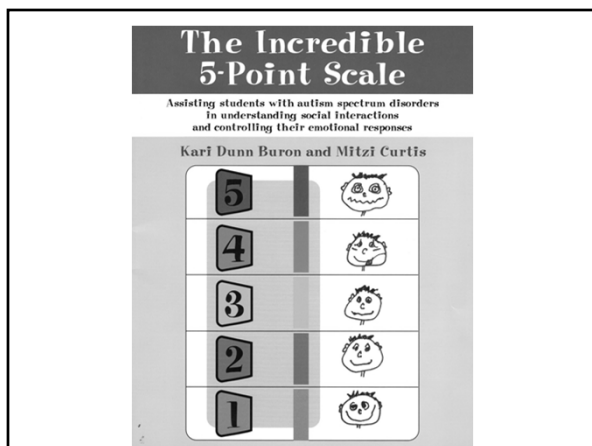 The Incredible
5-Point Scale
Assisting students with autism spectrum disorders
in understanding social interactions
and controlling their emotional responses
Kari Dunn Buron and Mitzi Curtis
5
4
3
2
1